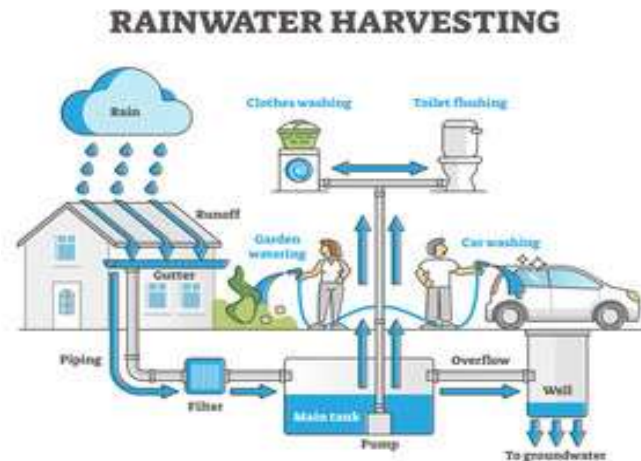 RAINWATER HARVESTING
Rain
Clothes washing
Toilet flushing
Runoff
Garden
watering
Car washing
Gutter
Piping
Filter
Main tank
Pump
Overflow
Well
To groundwater